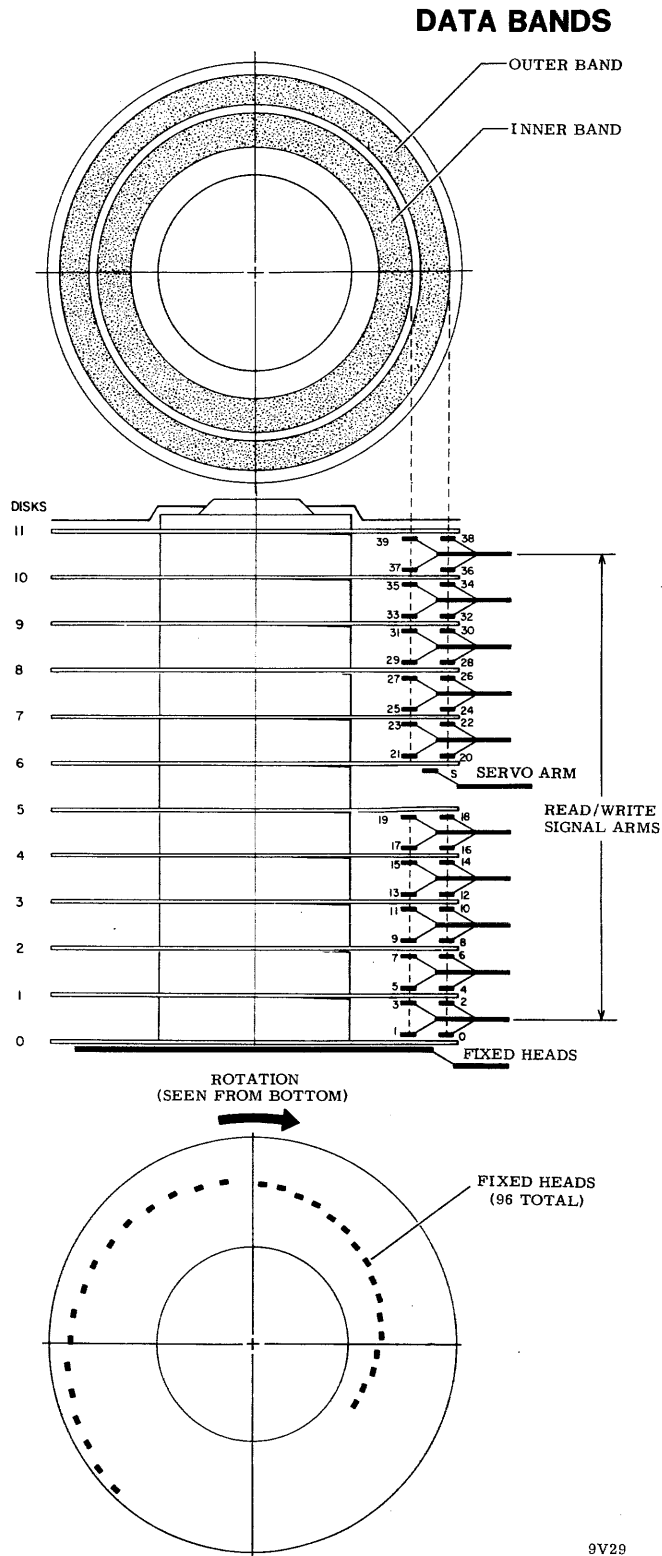 DATA BANDS
OUTER BAND
INNER BAND
DISKS
11
39 38
37 36
10
35 34
33 32
9
31 30
29 28
8
27 26
25 24
7
23 22
21 20
6
S SERVO ARM
5
READ/WRITE
SIGNAL ARMS
19 18
17 16
4
15 14
13 12
3
11 10
9 8
2
7 6
5 4
1
3 2
1 0
0
FIXED HEADS
ROTATION
(SEEN FROM BOTTOM)
FIXED HEADS
(96 TOTAL)
9V29